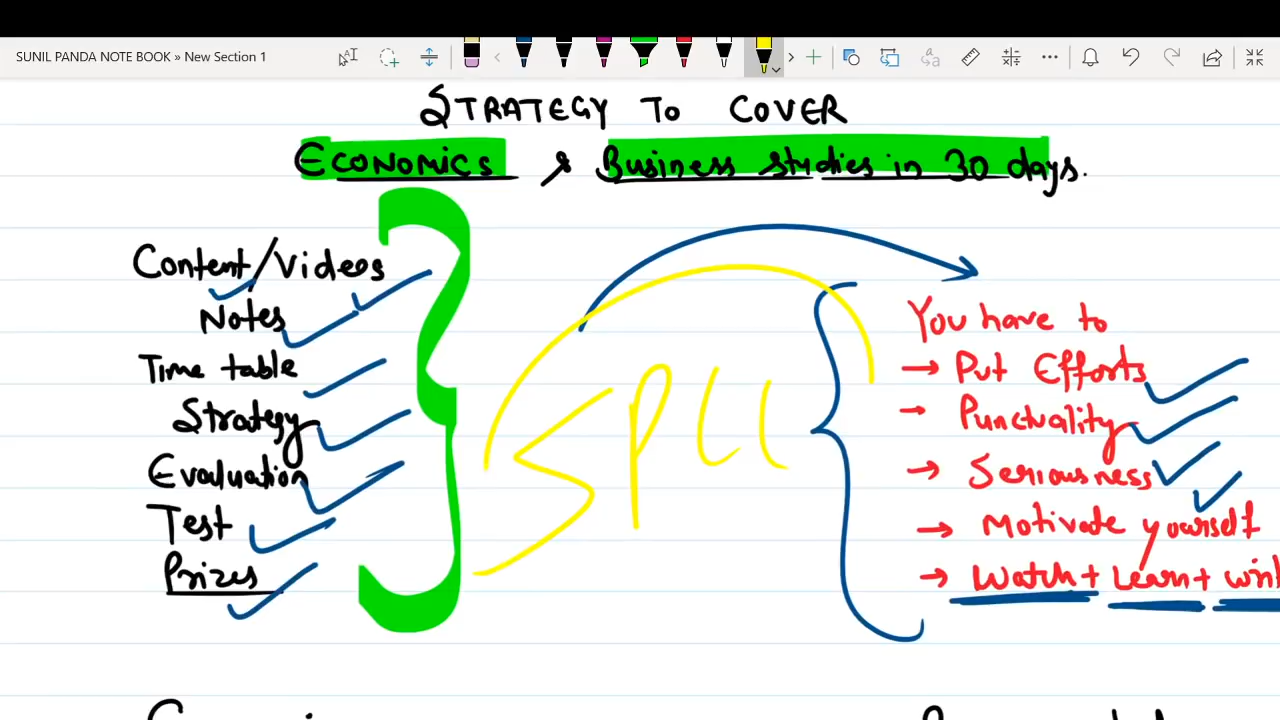 SUNIL PANDA NOTE BOOK » New Section 1
STRATEGY TO COVER
ECONOMICS & Business studies in 30 days.
Content/Videos
Notes
Time table
Strategy
Evaluation
Test
Prizes
SPCC
You have to
→ Put Efforts
→ Punctuality
→ Seriousness
→ Motivate yourself
→ Watch + Learn + win